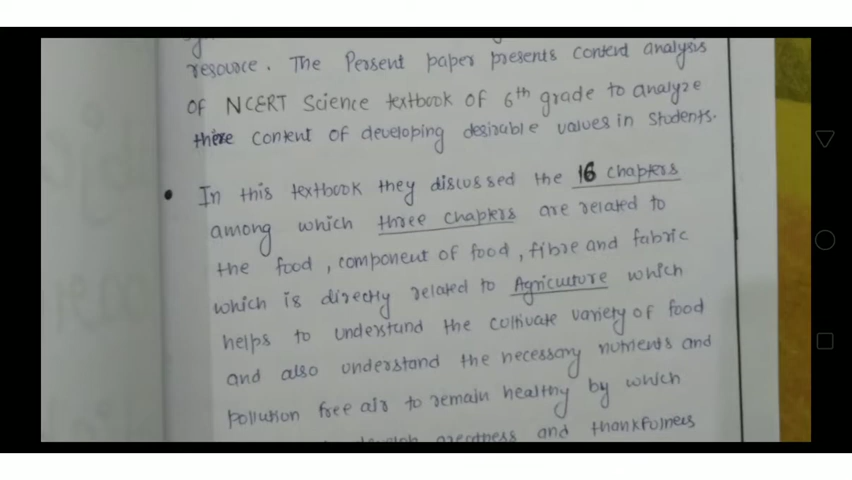 resource. The Persent paper presents content analysis
OF NCERT Science textbook of 6th grade to analyze
there content of developing desirable values in students.
• In this textbook they discussed the 16 chapters
among which three chapters are related to
the food, component of food, fibre and fabric
which is directly related to Agriculture which
helps to understand the cultivate variety of food
and also understand the necessary nutrients and
pollution free air to remain healthy by which
and thankfulness